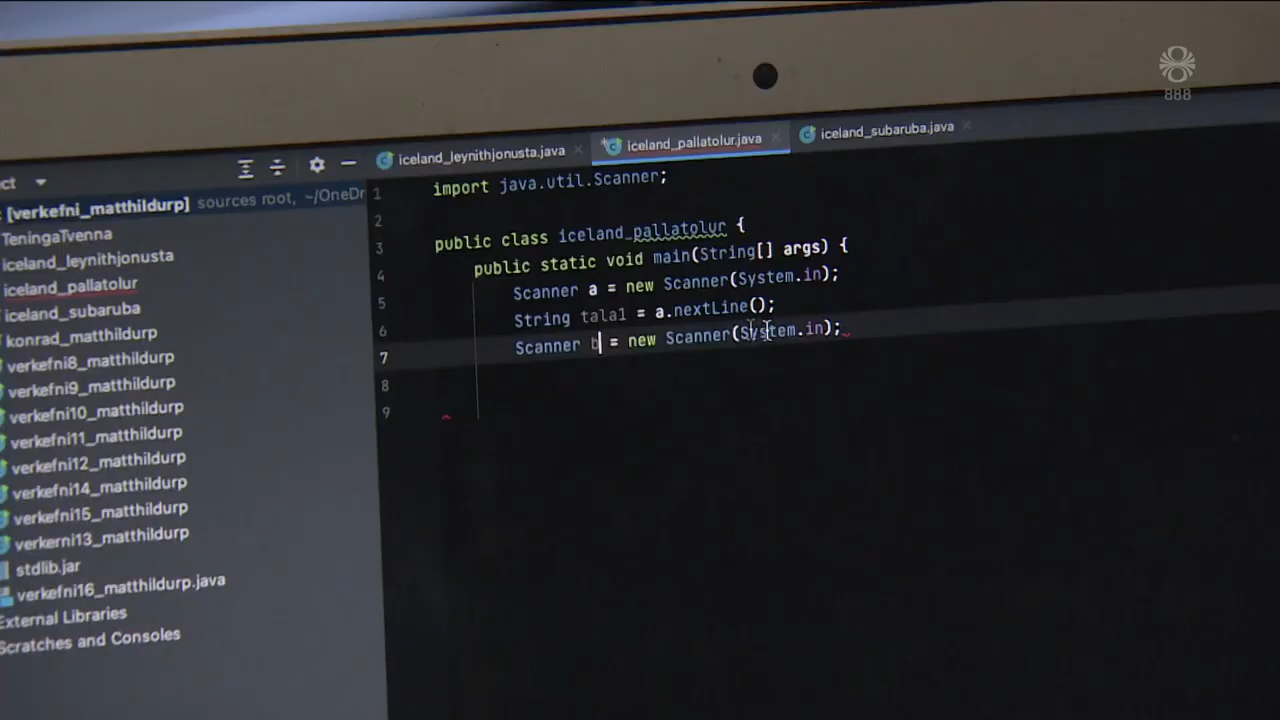 888
iceland_leynithjonusta.java
iceland_pallatolur.java
iceland_subaruba.java
ct
[verkefni_matthildurp] sources root, ~/OneDr
TeningaTvenna
iceland_leynithjonusta
iceland_pallatolur
iceland_subaruba
konrad_matthildurp
verkefni8_matthildurp
verkefni9_matthildurp
verkefni10_matthildurp
verkefni11_matthildurp
verkefni12_matthildurp
verkefni14_matthildurp
verkefni15_matthildurp
verkerni13_matthildurp
stdlib.jar
verkefni16_matthildurp.java
External Libraries
Scratches and Consoles
1 import java.util.Scanner;
2
3 public class iceland_pallatolur {
4 public static void main(String[] args) {
5 Scanner a = new Scanner(System.in);
6 String tala1 = a.nextLine();
7 Scanner b = new Scanner(System.in);
8
9